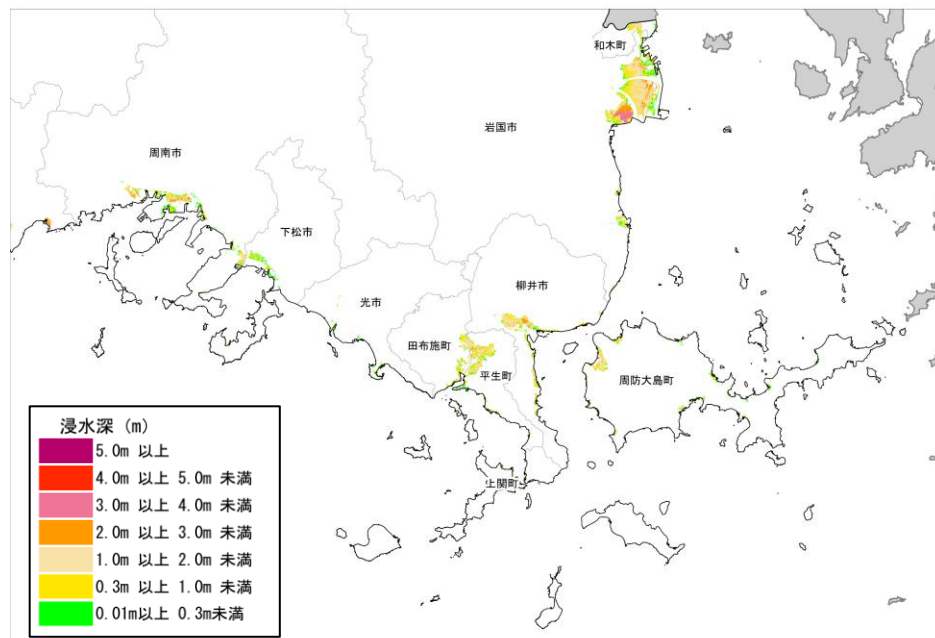 和木町
岩国市
周南市
下松市
柳井市
光市
田布施町
平生町
周防大島町
上関町
浸水深 (m)
5.0m 以上
4.0m 以上 5.0m 未満
3.0m 以上 4.0m 未満
2.0m 以上 3.0m 未満
1.0m 以上 2.0m 未満
0.3m 以上 1.0m 未満
0.01m以上 0.3m未満